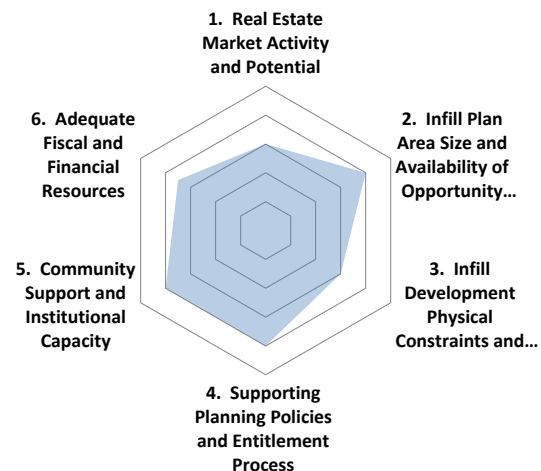 1. Real Estate
Market Activity
and Potential
2. Infill Plan
Area Size and
Availability of
Opportunity…
3. Infill
Development
Physical
Constraints and…
4. Supporting
Planning Policies
and Entitlement
Process
5. Community
Support and
Institutional
Capacity
6. Adequate
Fiscal and
Financial
Resources